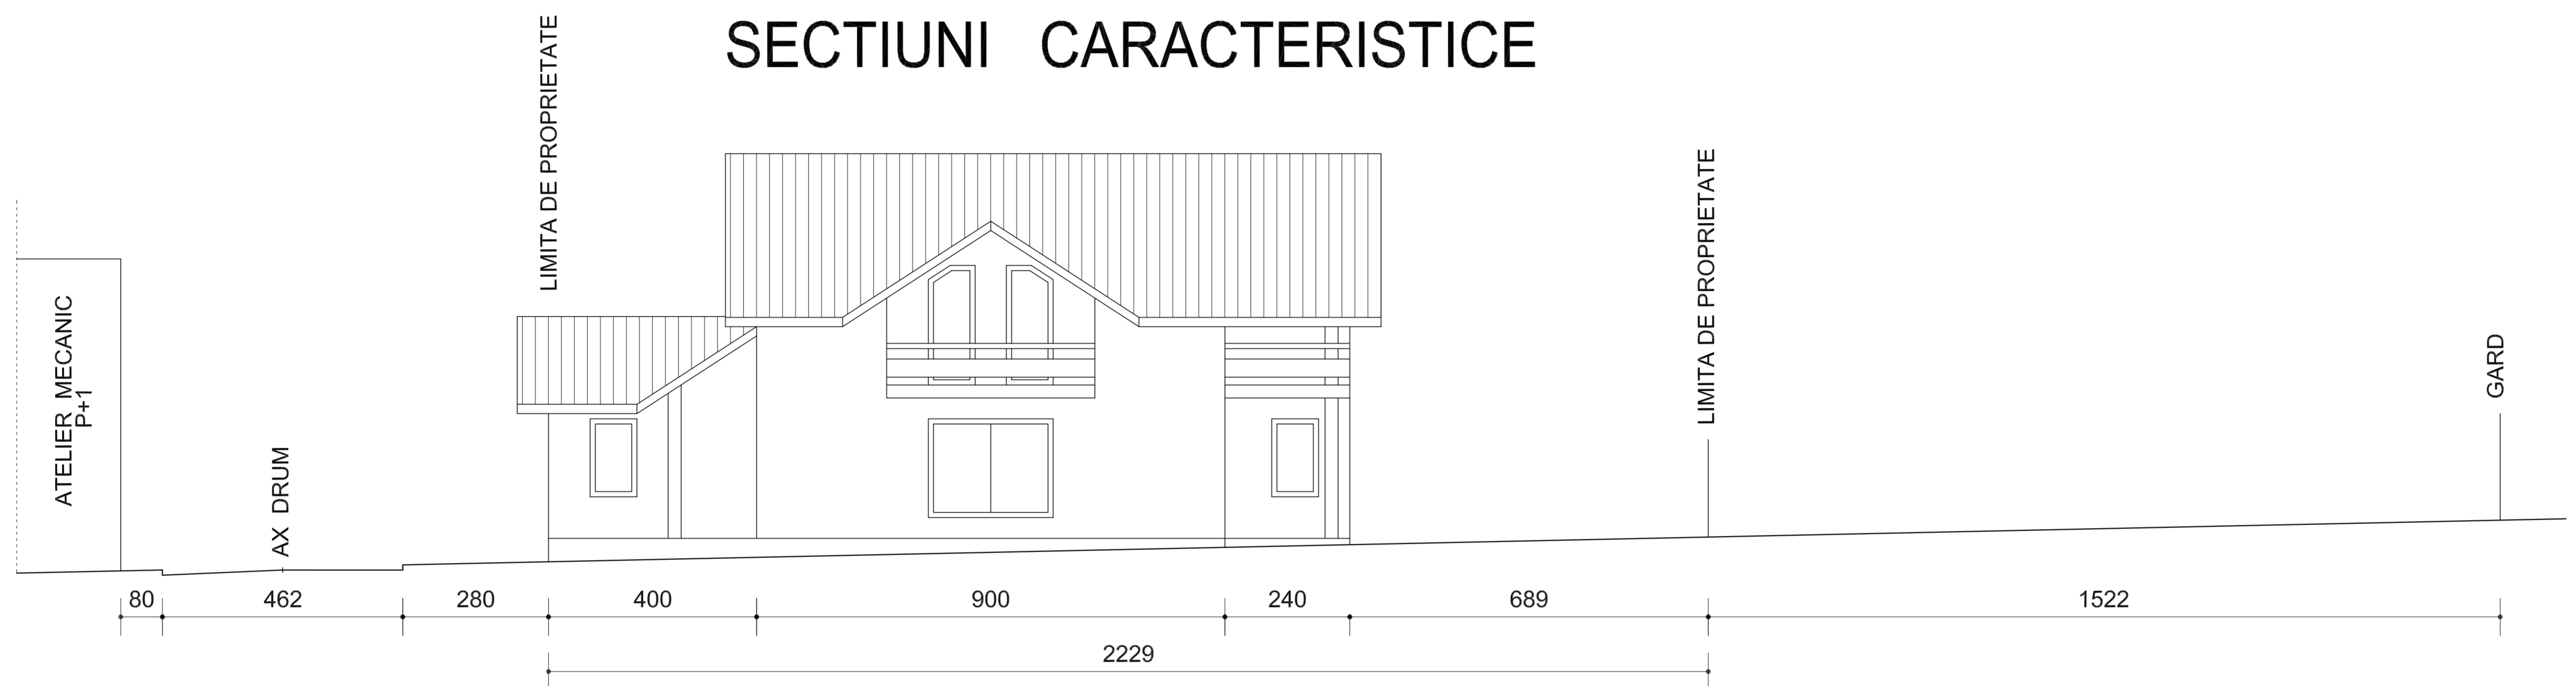 SECTIUNI CARACTERISTICE
LIMITA DE PROPRIETATE
LIMITA DE PROPRIETATE
ATELIER MECANIC
P+1
AX DRUM
GARD
80
462
280
400
900
240
689
1522
2229